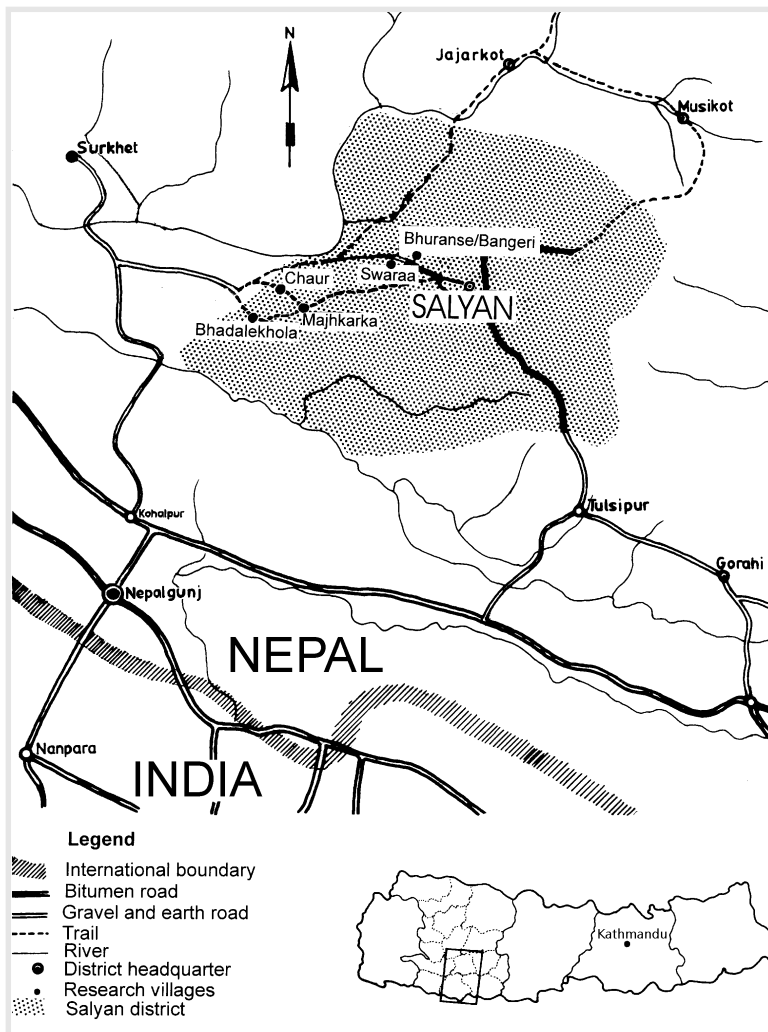 N
Jajarkot
Musikot
Surkhet
Bhuranse/Bangeri
Swaraa
Chaur
SALYAN
Majhkarka
Bhadalekhola
Tulsipur
Kohalpur
Gorahi
Nepalgunj
NEPAL
Nanpara
INDIA
Legend
International boundary
Bitumen road
Gravel and earth road
Trail
River
District headquarter
Research villages
Salyan district
Kathmandu